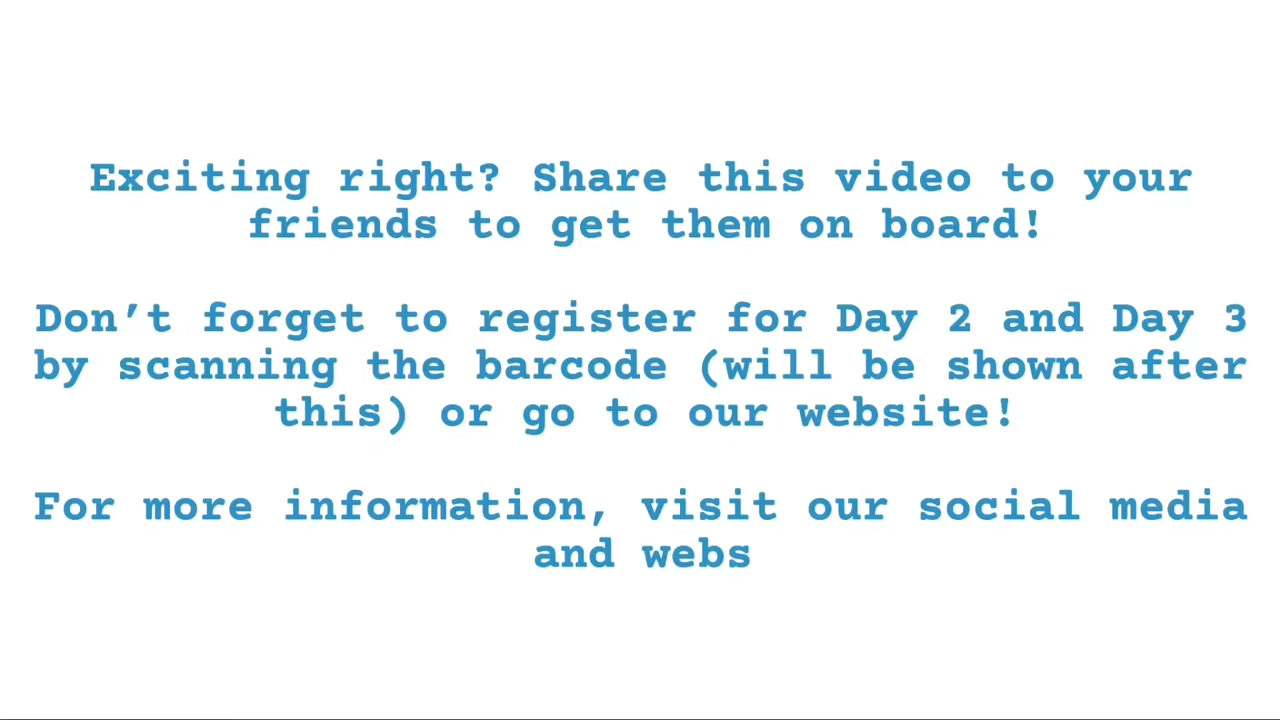 Exciting right? Share this video to your
friends to get them on board!
Don’t forget to register for Day 2 and Day 3
by scanning the barcode (will be shown after
this) or go to our website!
For more information, visit our social media
and webs